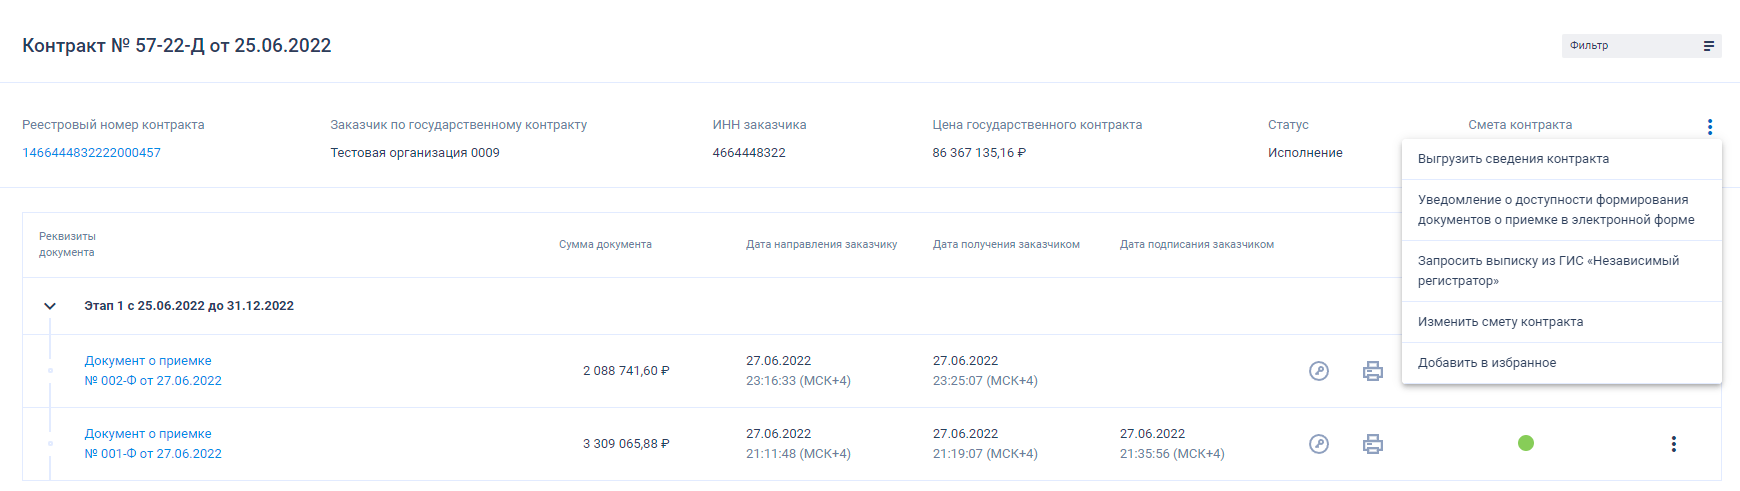 Контракт № 57-22-Д от 25.06.2022
Фильтр
Реестровый номер контракта
Заказчик по государственному контракту
ИНН заказчика
Цена государственного контракта
Статус
Смета контракта
1466444832222000457
Тестовая организация 0009
4664448322
86 367 135,16 ₽
Исполнение
Выгрузить сведения контракта
Уведомление о доступности формирования
документов о приемке в электронной форме
Запросить выписку из ГИС «Независимый
регистратор»
Изменить смету контракта
Добавить в избранное
Реквизиты
документа
Сумма документа
Дата направления заказчику
Дата получения заказчиком
Дата подписания заказчиком
Этап 1 с 25.06.2022 до 31.12.2022
Документ о приемке
№ 002-Ф от 27.06.2022
2 088 741,60 ₽
27.06.2022
23:16:33 (МСК+4)
27.06.2022
23:25:07 (МСК+4)
Документ о приемке
№ 001-Ф от 27.06.2022
3 309 065,88 ₽
27.06.2022
21:11:48 (МСК+4)
27.06.2022
21:19:07 (МСК+4)
27.06.2022
21:35:56 (МСК+4)